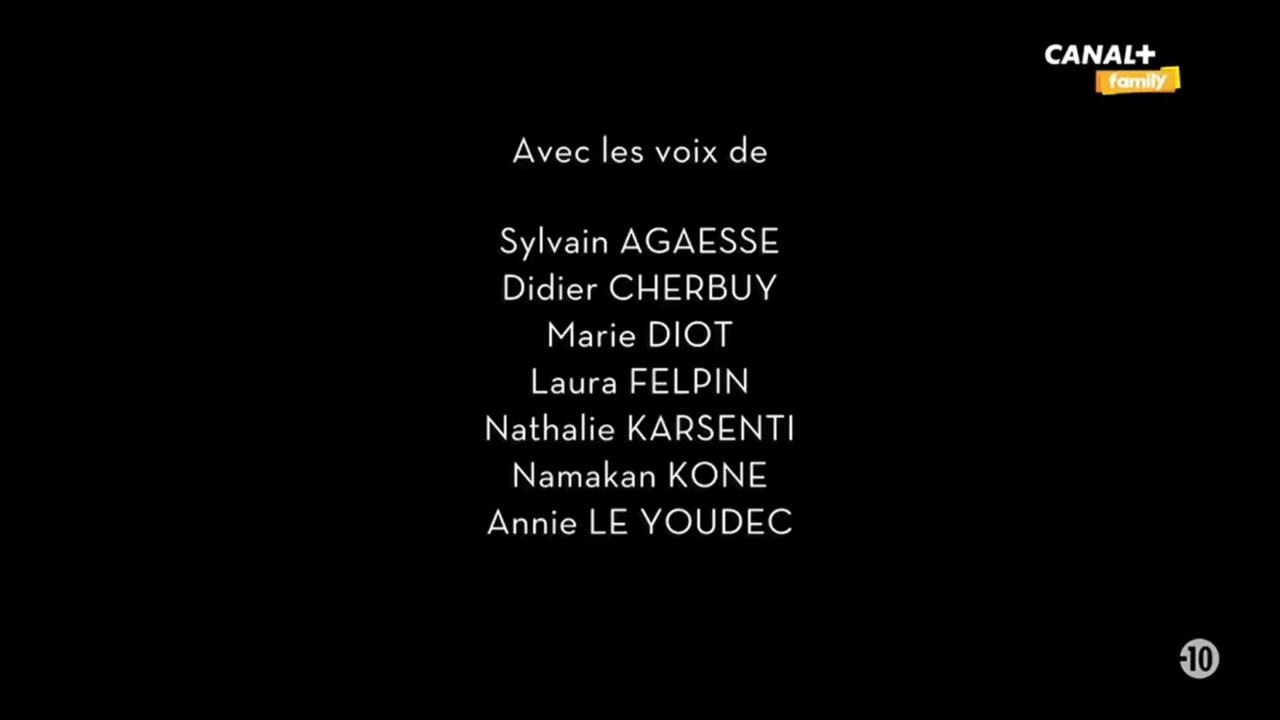 CANAL+
family
Avec les voix de
Sylvain AGAESSE
Didier CHERBUY
Marie DIOT
Laura FELPIN
Nathalie KARSENTI
Namakan KONE
Annie LE YOUDEC
-10